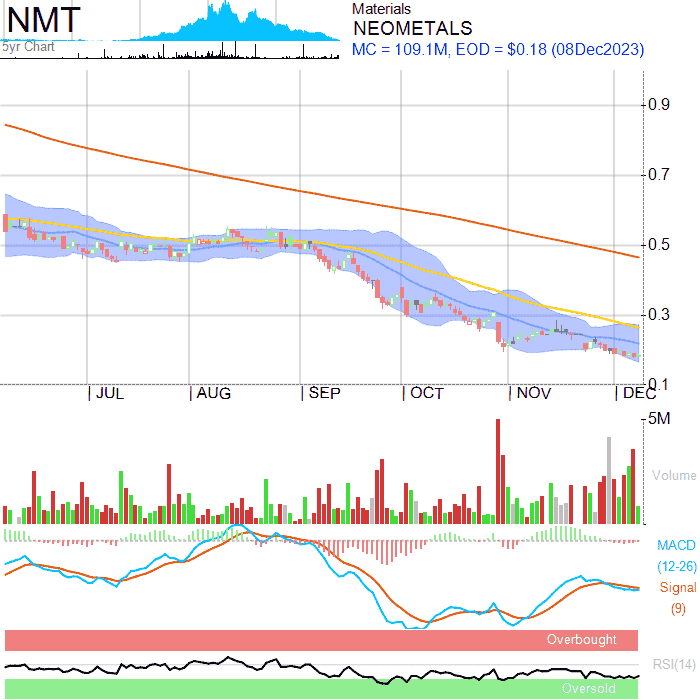 NMT
5yr Chart
Materials
NEOMETALS
MC = 109.1M, EOD = $0.18 (08Dec2023)
0.9
0.7
0.5
0.3
0.1
JUL AUG SEP OCT NOV DEC
5M
Volume
MACD
(12-26)
Signal
(9)
Overbought
RSI(14)
Oversold